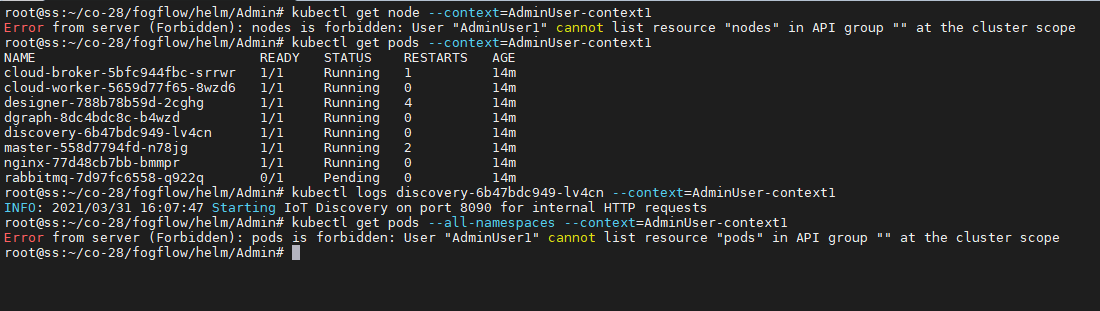 root@ss:~/co-28/fogflow/helm/Admin# kubectl get node --context=AdminUser-context1
Error from server (Forbidden): nodes is forbidden: User "AdminUser1" cannot list resource "nodes" in API group "" at the cluster scope
root@ss:~/co-28/fogflow/helm/Admin# kubectl get pods --context=AdminUser-context1
NAME READY STATUS RESTARTS AGE
cloud-broker-5bfc944fbc-srrwr 1/1 Running 1 14m
cloud-worker-5659d77f65-8wzd6 1/1 Running 0 14m
designer-788b78b59d-2cghg 1/1 Running 4 14m
dgraph-8dc4bdc8c-b4wzd 1/1 Running 0 14m
discovery-6b47bdc949-lv4cn 1/1 Running 0 14m
master-558d7794fd-n78jg 1/1 Running 2 14m
nginx-77d48cb7bb-bmmpr 1/1 Running 0 14m
rabbitmq-7d97fc6558-q922q 0/1 Pending 0 14m
root@ss:~/co-28/fogflow/helm/Admin# kubectl logs discovery-6b47bdc949-lv4cn --context=AdminUser-context1
INFO: 2021/03/31 16:07:47 Starting IoT Discovery on port 8090 for internal HTTP requests
root@ss:~/co-28/fogflow/helm/Admin# kubectl get pods --all-namespaces --context=AdminUser-context1
Error from server (Forbidden): pods is forbidden: User "AdminUser1" cannot list resource "pods" in API group "" at the cluster scope
root@ss:~/co-28/fogflow/helm/Admin#